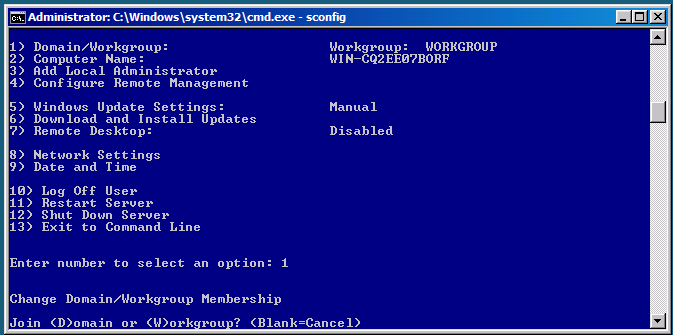 Administrator: C:\Windows\system32\cmd.exe - sconfig
1) Domain/Workgroup: Workgroup: WORKGROUP
2) Computer Name: WIN-CQ2EE07BORF
3) Add Local Administrator
4) Configure Remote Management
5) Windows Update Settings: Manual
6) Download and Install Updates
7) Remote Desktop: Disabled
8) Network Settings
9) Date and Time
10) Log Off User
11) Restart Server
12) Shut Down Server
13) Exit to Command Line
Enter number to select an option: 1
Change Domain/Workgroup Membership
Join (D)omain or (W)orkgroup? (Blank=Cancel)